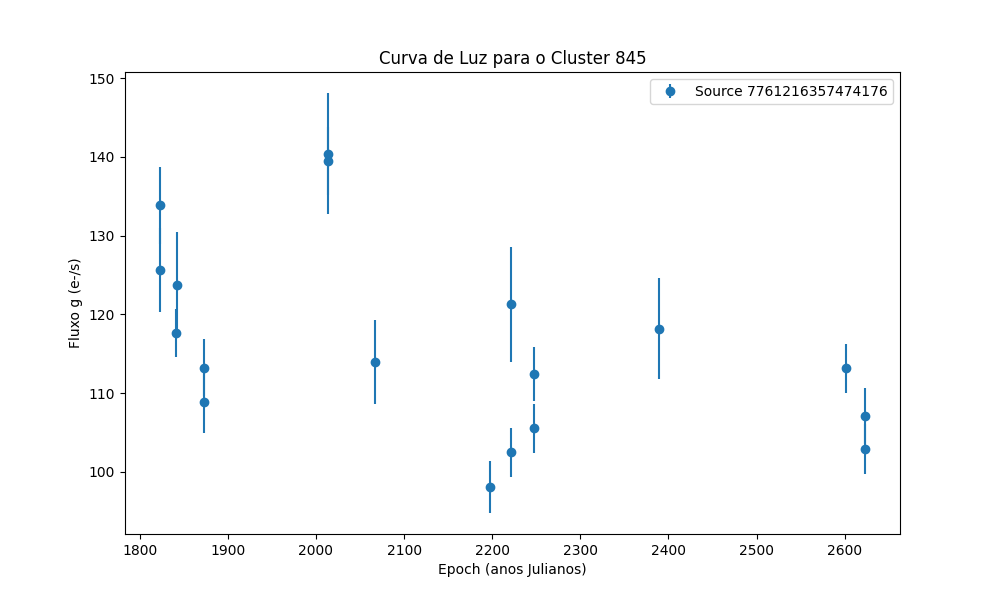 Curva de Luz para o Cluster 845
Source 7761216357474176
Fluxo g (e-/s)
150
140
130
120
110
100
1800 1900 2000 2100 2200 2300 2400 2500 2600
Epoch (anos Julianos)